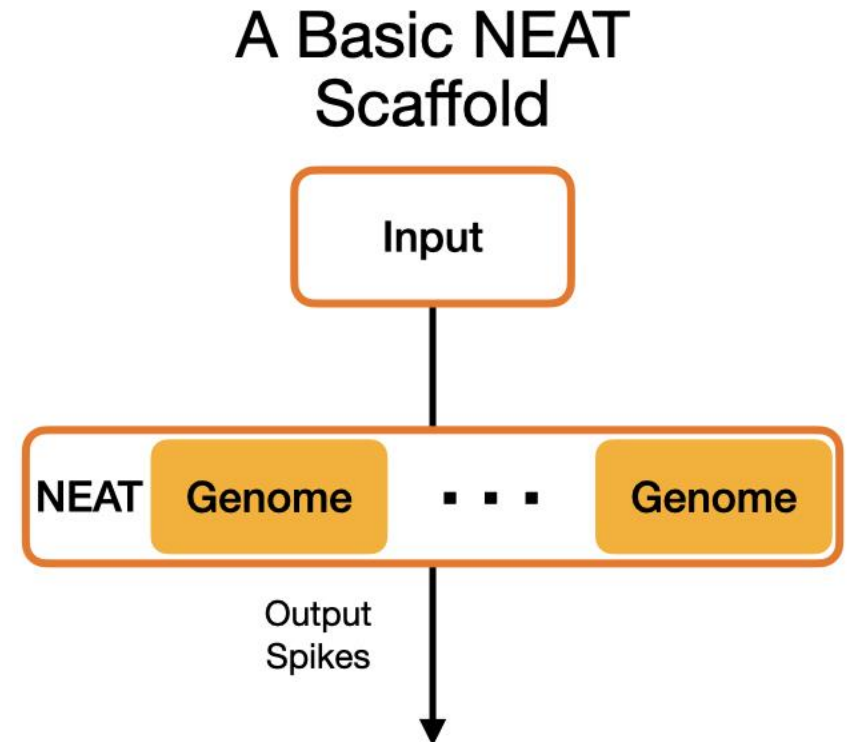 A Basic NEAT
Scaffold
Input
NEAT Genome ... Genome
Output
Spikes